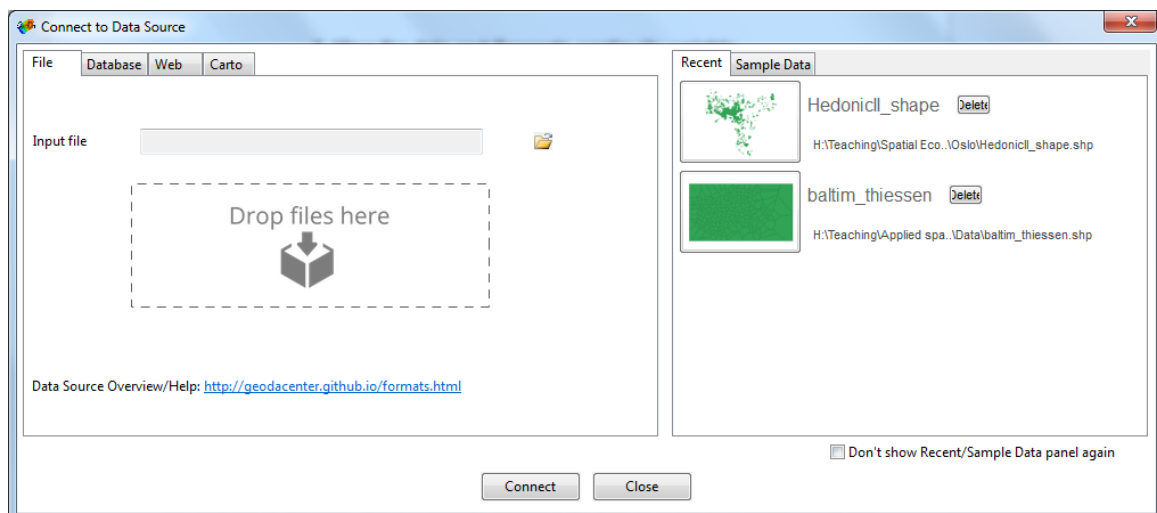 Connect to Data Source
File Database Web Carto
Input file
Drop files here
Data Source Overview/Help: http://geodacenter.github.io/formats.html
Recent Sample Data
HedonicII_shape Delete
H:\Teaching\Spatial Eco..\Oslo\HedonicII_shape.shp
baltim_thiessen Delete
H:\Teaching\Applied spa..\Data\baltim_thiessen.shp
Don't show Recent/Sample Data panel again
Connect Close